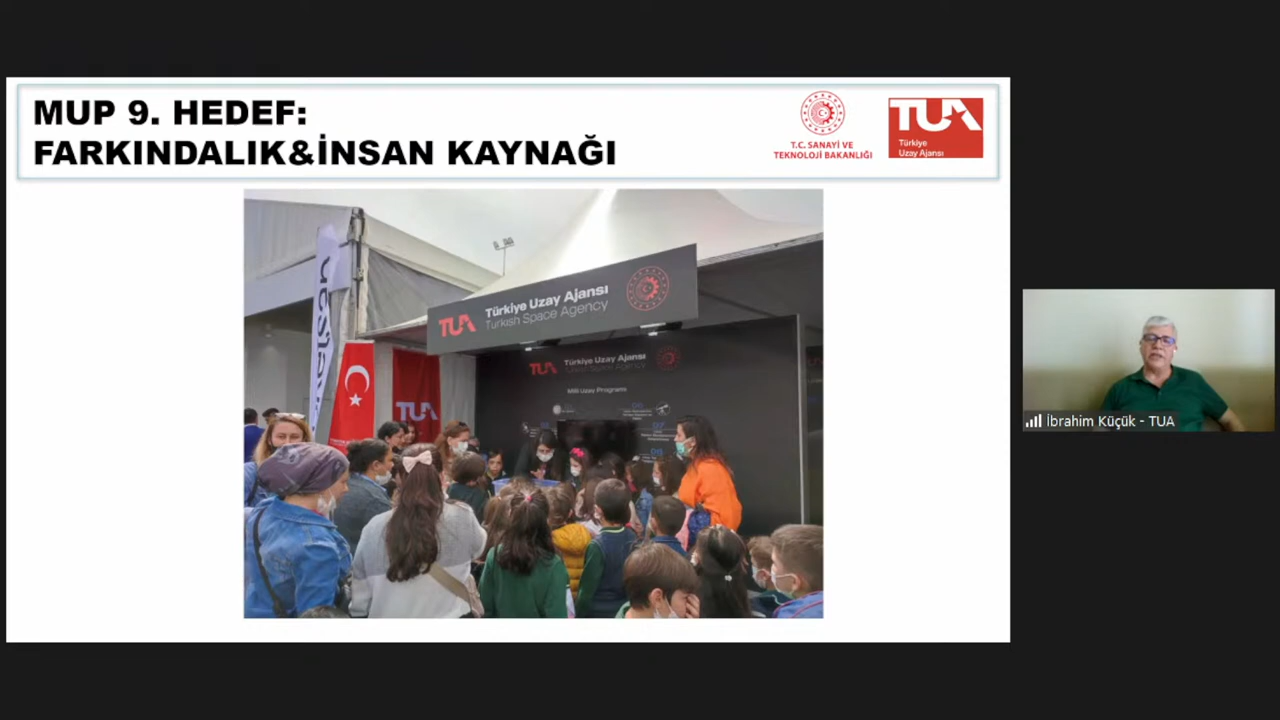 MUP 9. HEDEF:
FARKINDALIK&İNSAN KAYNAĞI
T.C. SANAYİ VE
TEKNOLOJİ BAKANLIĞI
TUA
Türkiye
Uzay Ajansı
TUA
Türkiye Uzay Ajansı
Turkish Space Agency
TUA
Türkiye Uzay Ajansı
Milli Uzay Programı
TUA
İbrahim Küçük - TUA